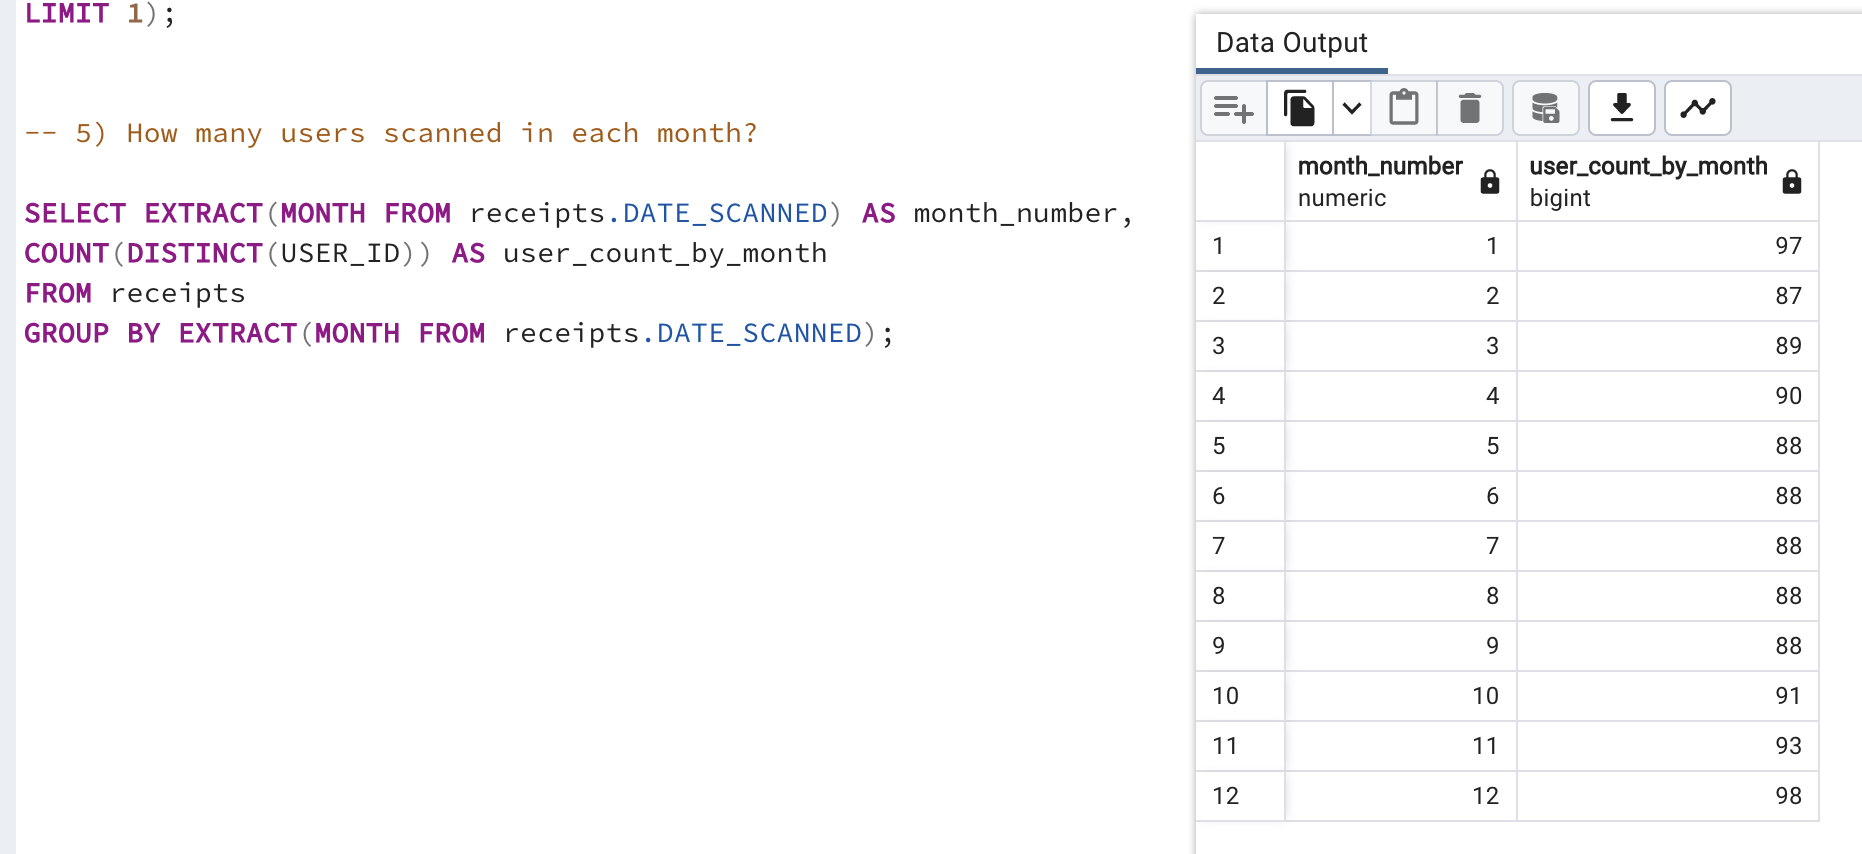 LIMIT 1);
-- 5) How many users scanned in each month?
SELECT EXTRACT(MONTH FROM receipts.DATE_SCANNED) AS month_number,
COUNT(DISTINCT(USER_ID)) AS user_count_by_month
FROM receipts
GROUP BY EXTRACT(MONTH FROM receipts.DATE_SCANNED);
Data Output
month_number user_count_by_month
numeric bigint
1 1 97
2 2 87
3 3 89
4 4 90
5 5 88
6 6 88
7 7 88
8 8 88
9 9 88
10 10 91
11 11 93
12 12 98